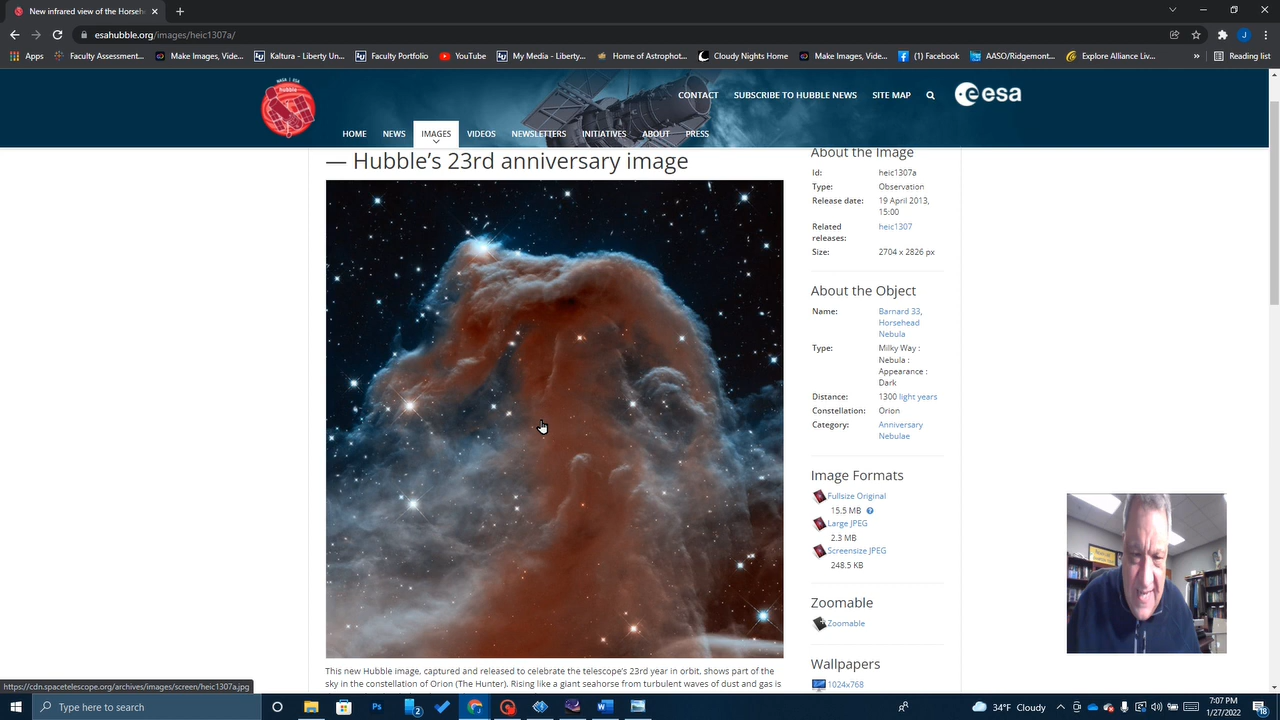 New infrared view of the Horseh
esahubble.org/images/heic1307a/
Apps
Faculty Assessment...
Make Images, Vide...
Kaltura - Liberty Un...
YouTube
My Media - Liberty...
Home of Astrophot...
Cloudy Nights Home
Make Images, Vide...
(1) Facebook
AASO/Ridgemont...
Explore Alliance Liv...
»
Reading list
J
NASA | ESA
hubble
CONTACT
SUBSCRIBE TO HUBBLE NEWS
SITE MAP
esa
HOME
NEWS
IMAGES
VIDEOS
NEWSLETTERS
INITIATIVES
ABOUT
PRESS
— Hubble’s 23rd anniversary image
About the Image
Id: heic1307a
Type: Observation
Release date: 19 April 2013,
15:00
Related heic1307
releases:
Size: 2704 x 2826 px
About the Object
Name: Barnard 33,
Horsehead
Nebula
Type: Milky Way :
Nebula :
Appearance :
Dark
Distance: 1300 light years
Constellation: Orion
Category: Anniversary
Nebulae
Image Formats
Fullsize Original
15.5 MB
Large JPEG
2.3 MB
Screensize JPEG
248.5 KB
Zoomable
Zoomable
Wallpapers
1024x768
This new Hubble image, captured and released to celebrate the telescope’s 23rd year in orbit, shows part of the
sky in the constellation of Orion (The Hunter). Rising like a giant seahorse from turbulent waves of dust and gas is
https://cdn.spacetelescope.org/archives/images/screen/heic1307a.jpg
Type here to search
34°F Cloudy
7:07 PM
1/27/2022
18